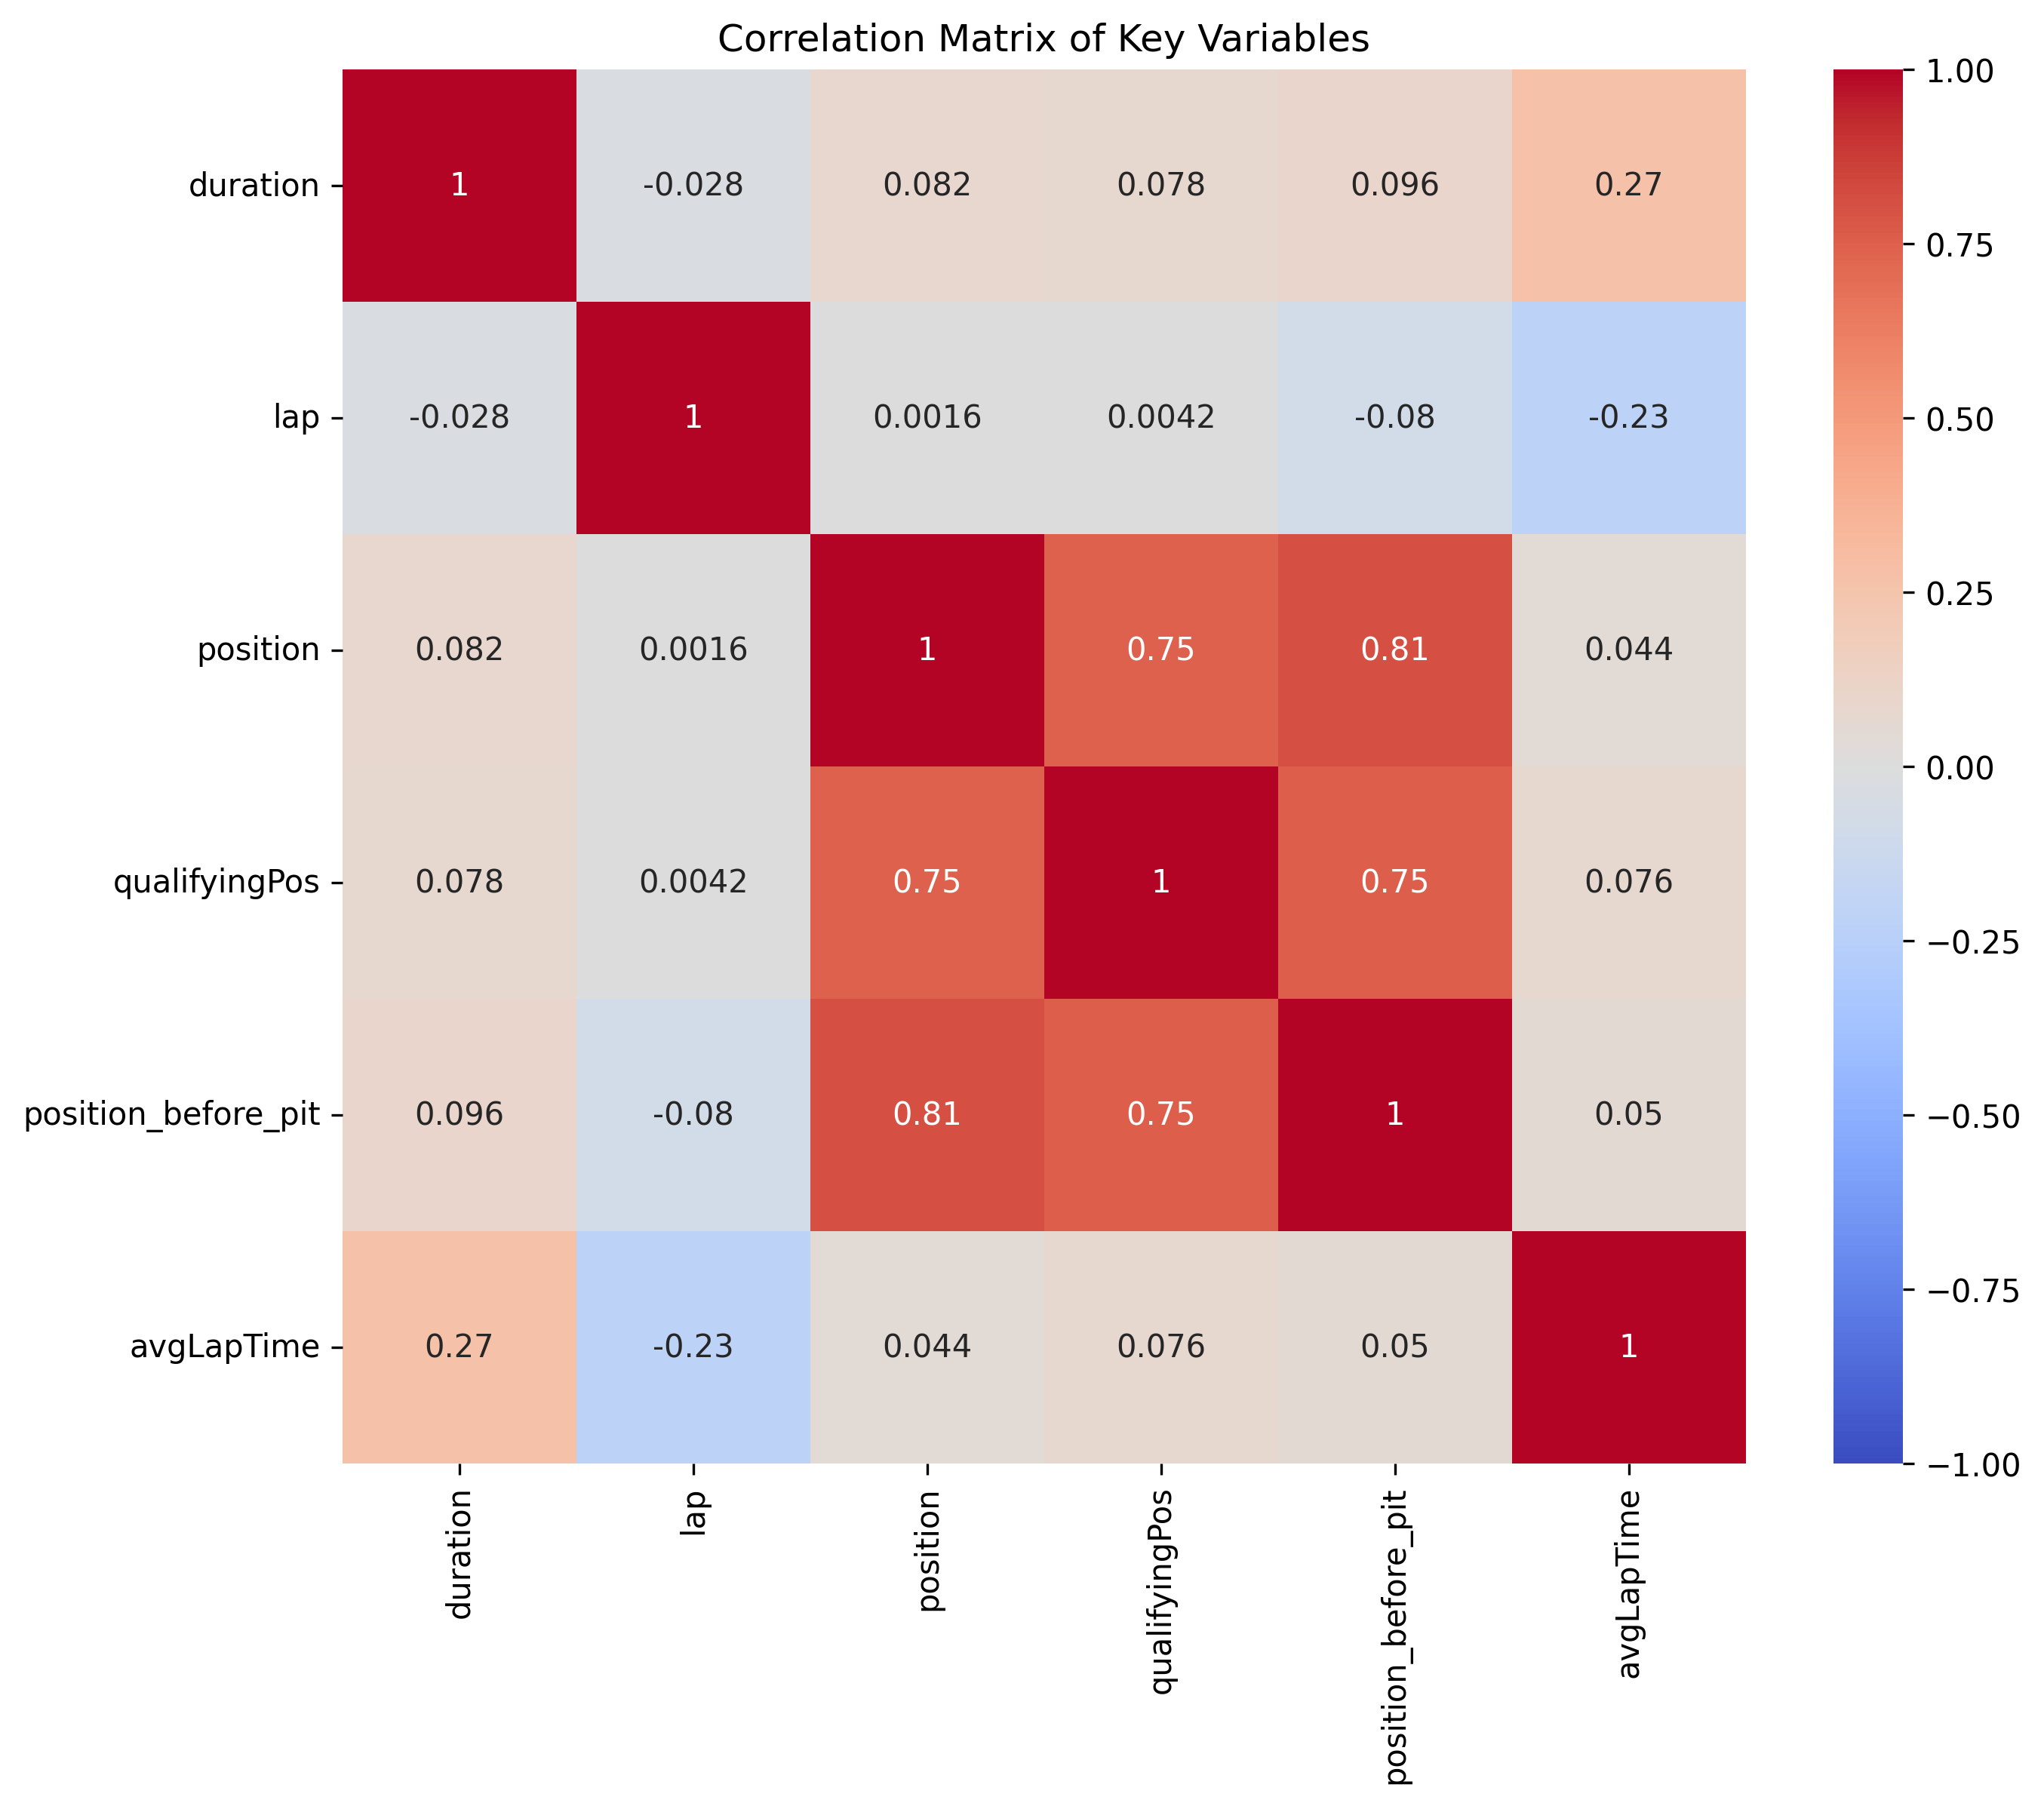 Correlation Matrix of Key Variables
duration 1 -0.028 0.082 0.078 0.096 0.27
lap -0.028 1 0.0016 0.0042 -0.08 -0.23
position 0.082 0.0016 1 0.75 0.81 0.044
qualifyingPos 0.078 0.0042 0.75 1 0.75 0.076
position_before_pit 0.096 -0.08 0.81 0.75 1 0.05
avgLapTime 0.27 -0.23 0.044 0.076 0.05 1
duration
lap
position
qualifyingPos
position_before_pit
avgLapTime
1.00
0.75
0.50
0.25
0.00
−0.25
−0.50
−0.75
−1.00